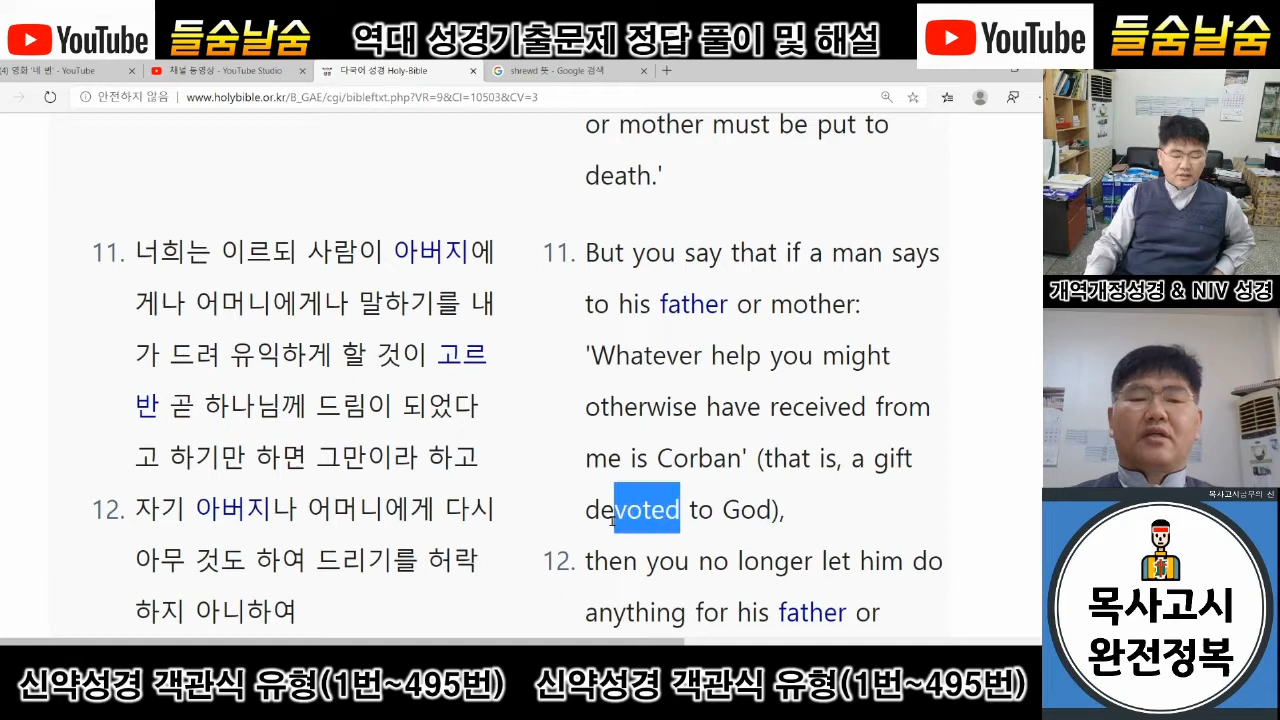 YouTube 들숨날숨 역대 성경기출문제 정답 풀이 및 해설 YouTube 들숨날숨
(4) 영화 '네 번' - YouTube × 채널 동영상 - YouTube Studio × 다국어 성경 Holy-Bible × shrewd 뜻 - Google 검색 × +
안전하지 않음 | www.holybible.or.kr/B_GAE/cgi/bibleftxt.php?VR=9&CI=10503&CV=
or mother must be put to
death.'
11. 너희는 이르되 사람이 아버지에
게나 어머니에게나 말하기를 내
가 드려 유익하게 할 것이 고르
반 곧 하나님께 드림이 되었다
고 하기만 하면 그만이라 하고
12. 자기 아버지나 어머니에게 다시
아무 것도 하여 드리기를 허락
하지 아니하여
11. But you say that if a man says
to his father or mother:
'Whatever help you might
otherwise have received from
me is Corban' (that is, a gift
devoted to God),
12. then you no longer let him do
anything for his father or
개역개정성경 & NIV 성경
목사고시
완전정복
신약성경 객관식 유형(1번~495번) 신약성경 객관식 유형(1번~495번)